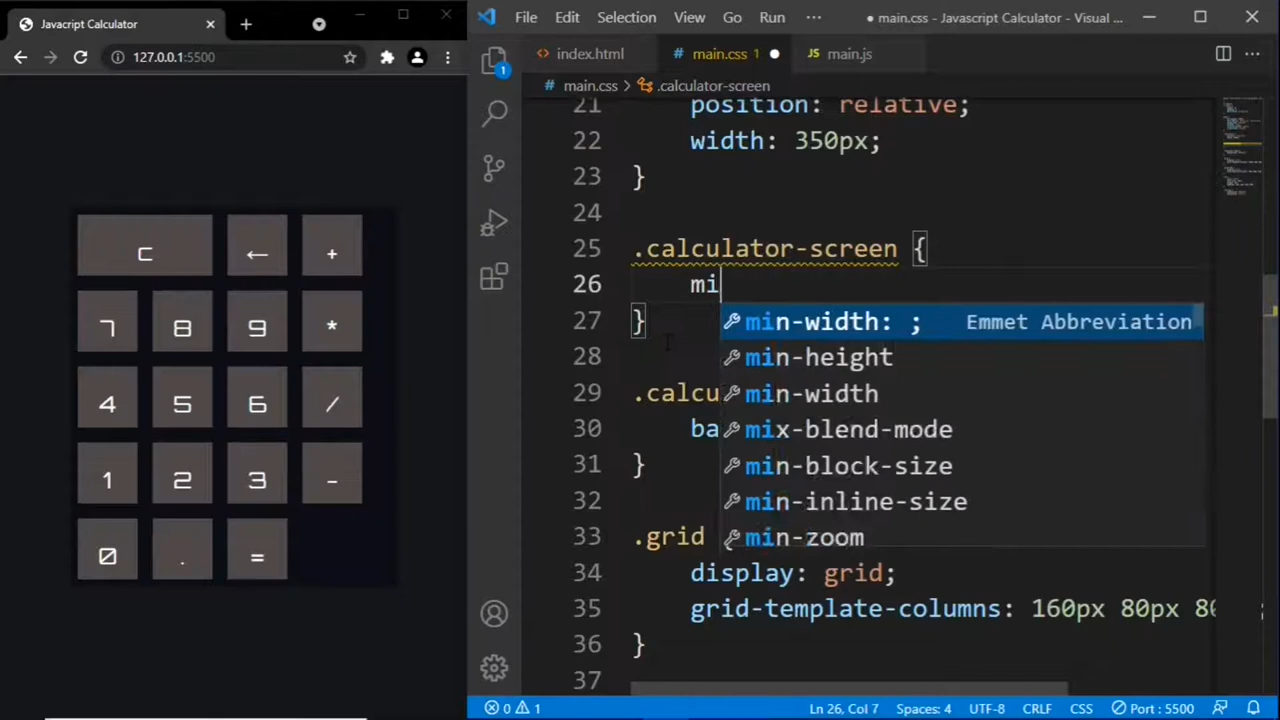 Javascript Calculator
127.0.0.1:5500
C ← +
7 8 9 *
4 5 6 /
1 2 3 -
0 . =
File Edit Selection View Go Run ··· ● main.css - Javascript Calculator - Visual ...
index.html # main.css 1 ● JS main.js
# main.css > .calculator-screen
1
21 position: relative;
22 width: 350px;
23 }
24
25 .calculator-screen {
26 mi
27 }
28
29 .calcu
30 ba
31 }
32
33 .grid {
34 display: grid;
35 grid-template-columns: 160px 80px 80 ;
36 }
37
min-width: ; Emmet Abbreviation
min-height
min-width
mix-blend-mode
min-block-size
min-inline-size
min-zoom
0 1 Ln 26, Col 7 Spaces: 4 UTF-8 CRLF CSS Port : 5500